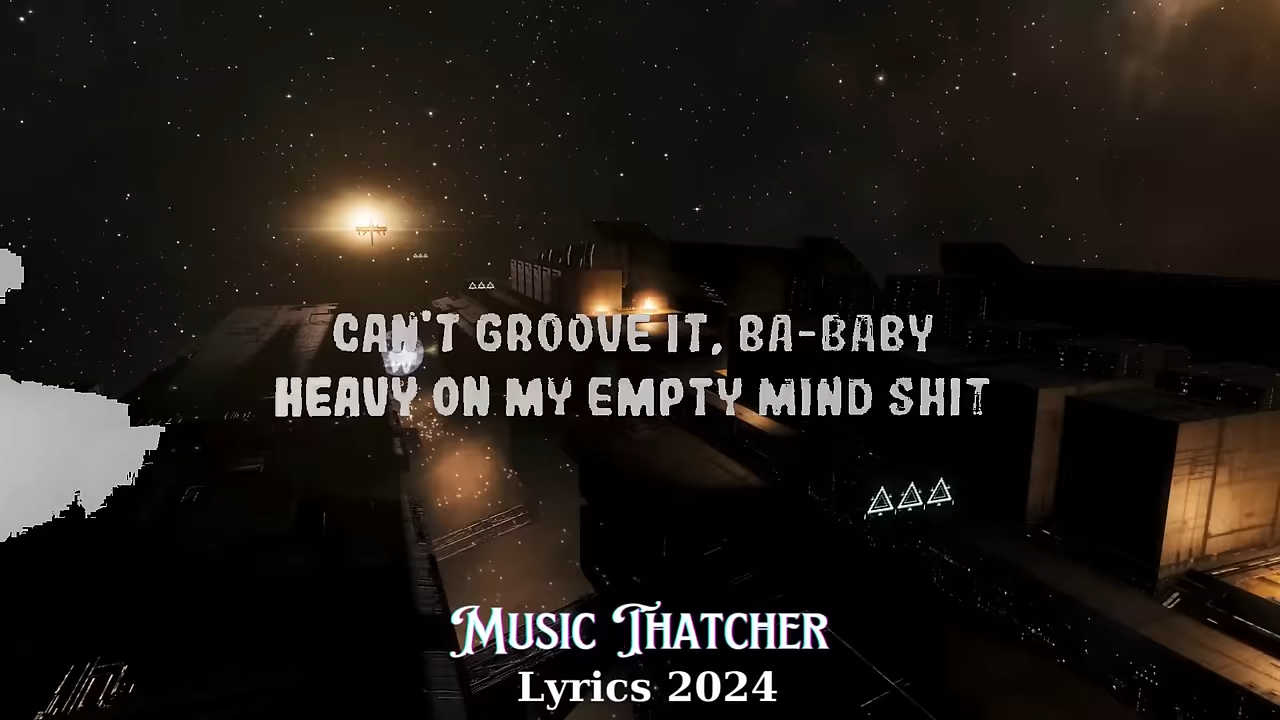 CAN'T GROOVE IT, BA-BABY
HEAVY ON MY EMPTY MIND SHIT
MUSIC THATCHER
Lyrics 2024